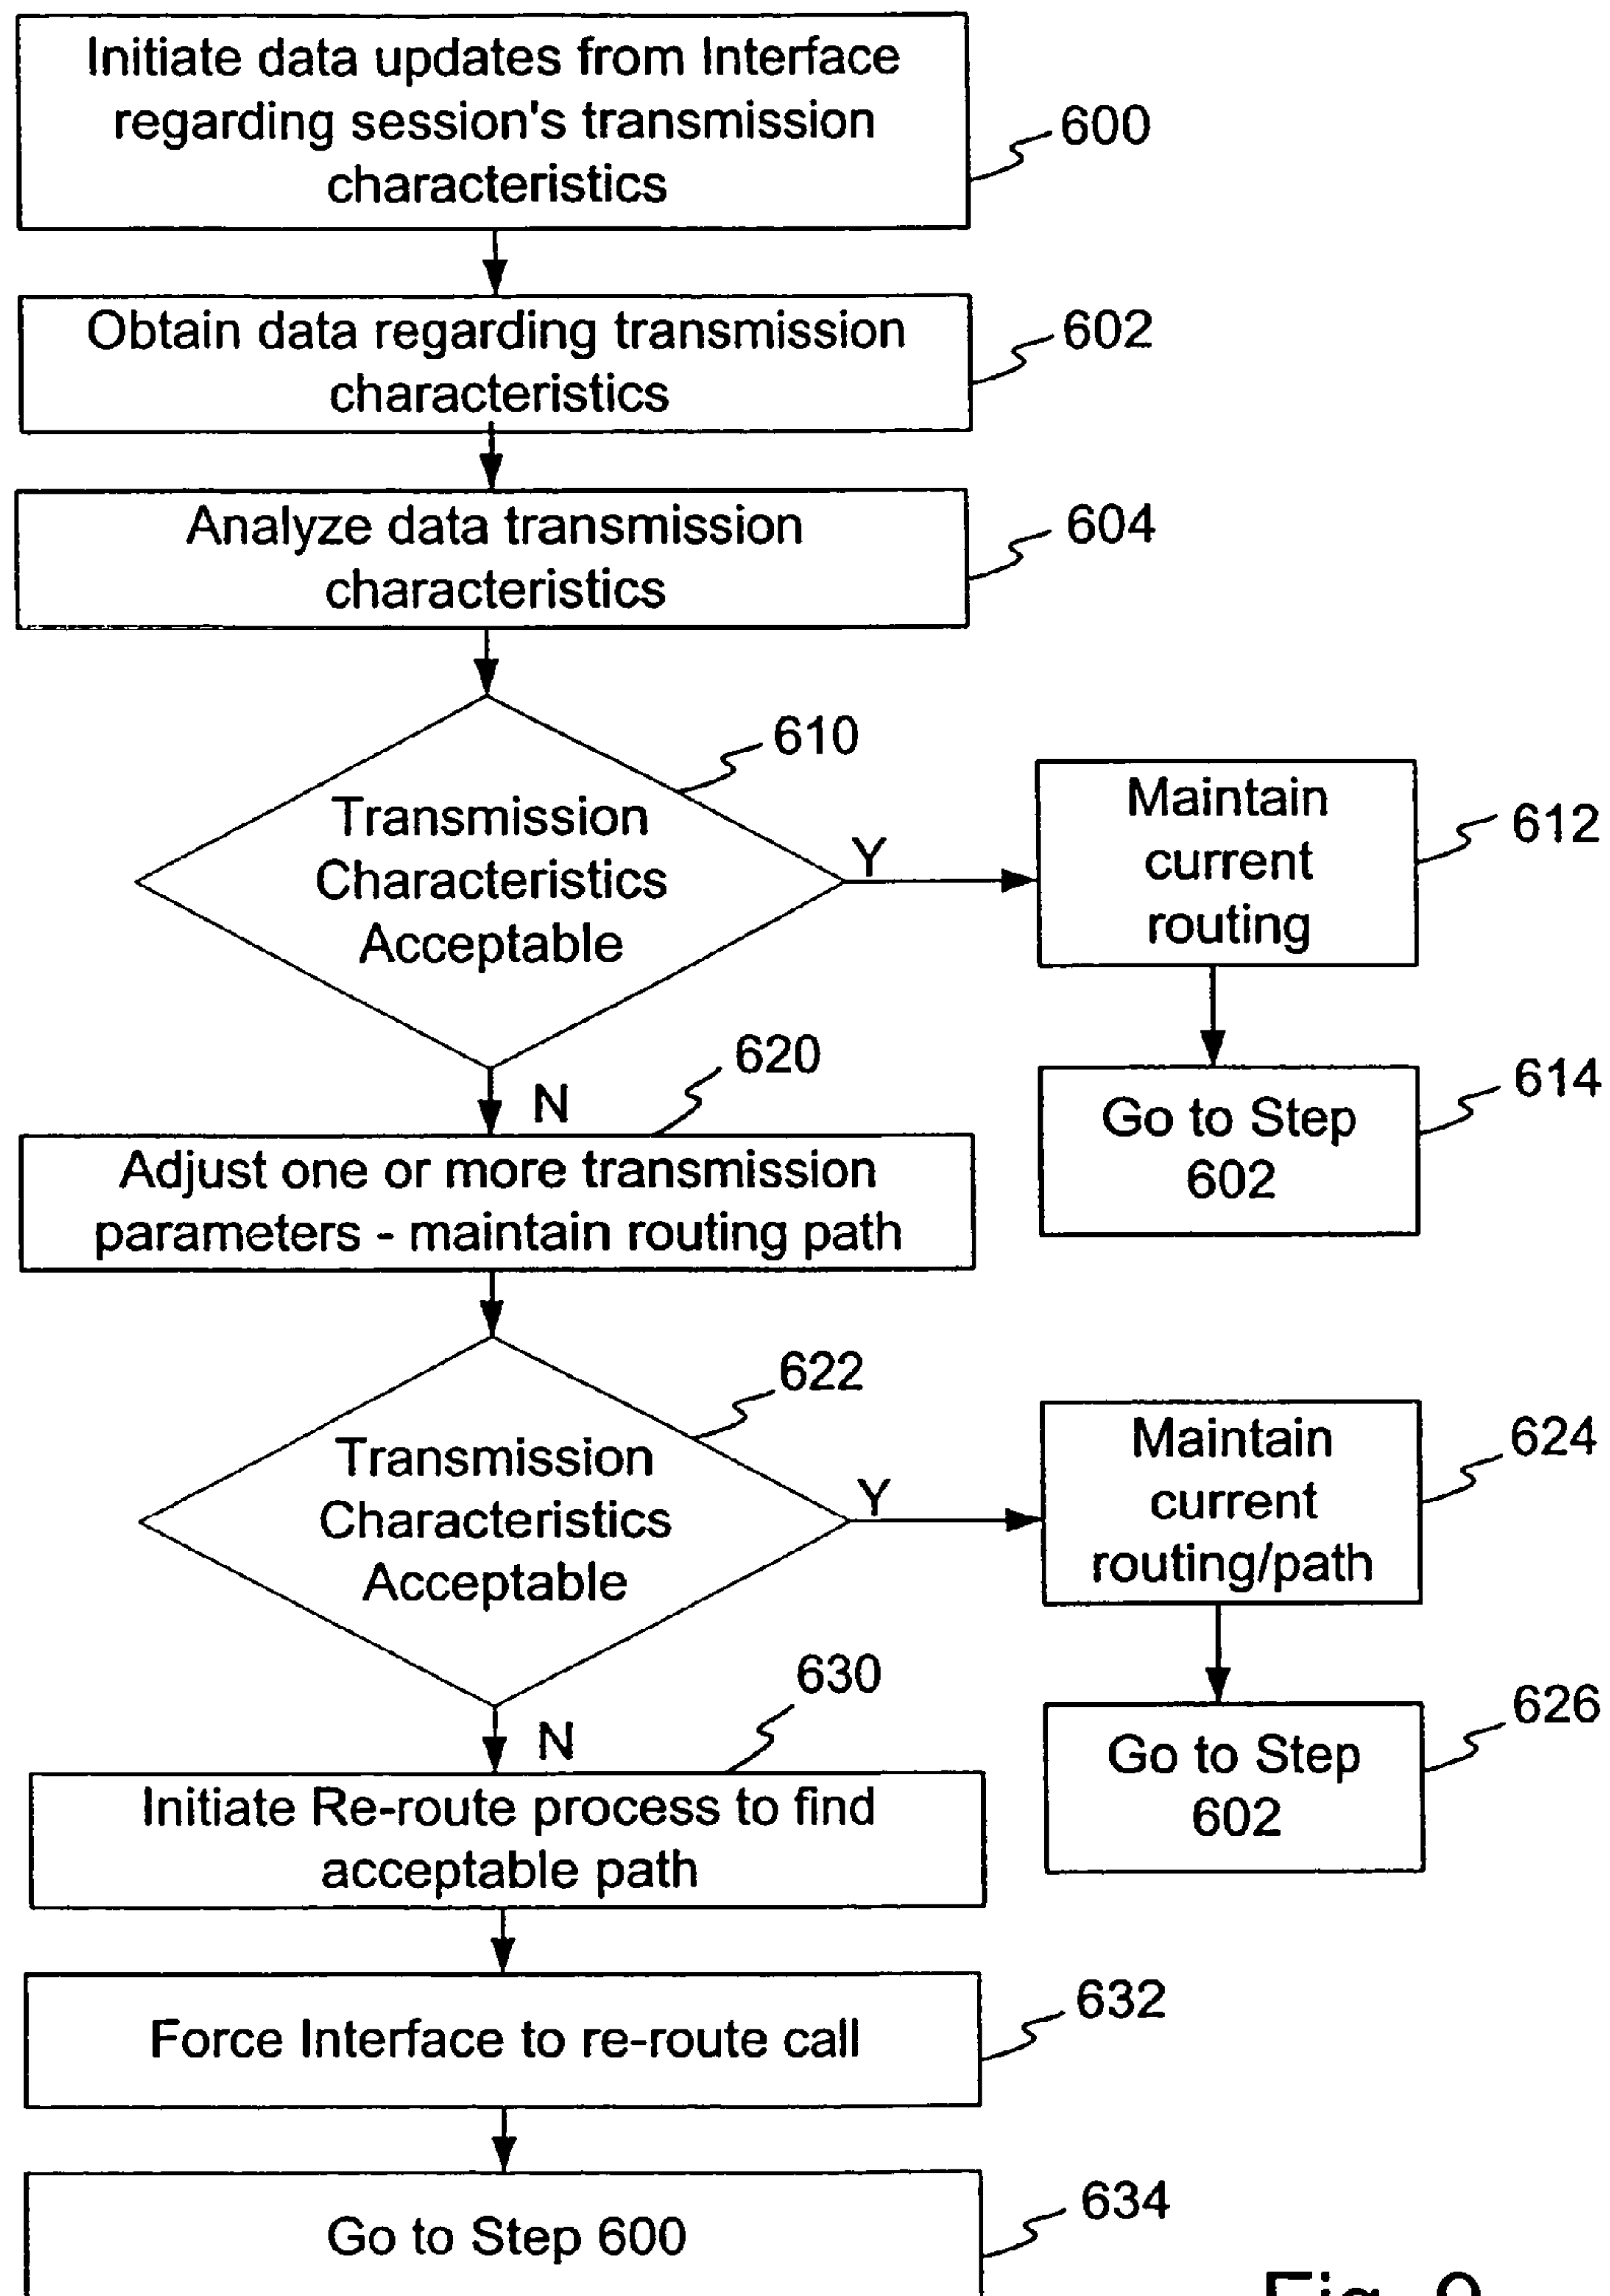 Initiate data updates from Interface
regarding session's transmission
characteristics
600
Obtain data regarding transmission
characteristics
602
Analyze data transmission
characteristics
604
610
Transmission
Characteristics
Acceptable
Y
Maintain
current
routing
612
N
620
Go to Step
602
614
Adjust one or more transmission
parameters - maintain routing path
622
Transmission
Characteristics
Acceptable
Y
Maintain
current
routing/path
624
N
630
Go to Step
602
626
Initiate Re-route process to find
acceptable path
Force Interface to re-route call
632
Go to Step 600
634
Fig.